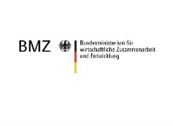 BMZ
Bundesministerium für
wirtschaftliche Zusammenarbeit
und Entwicklung